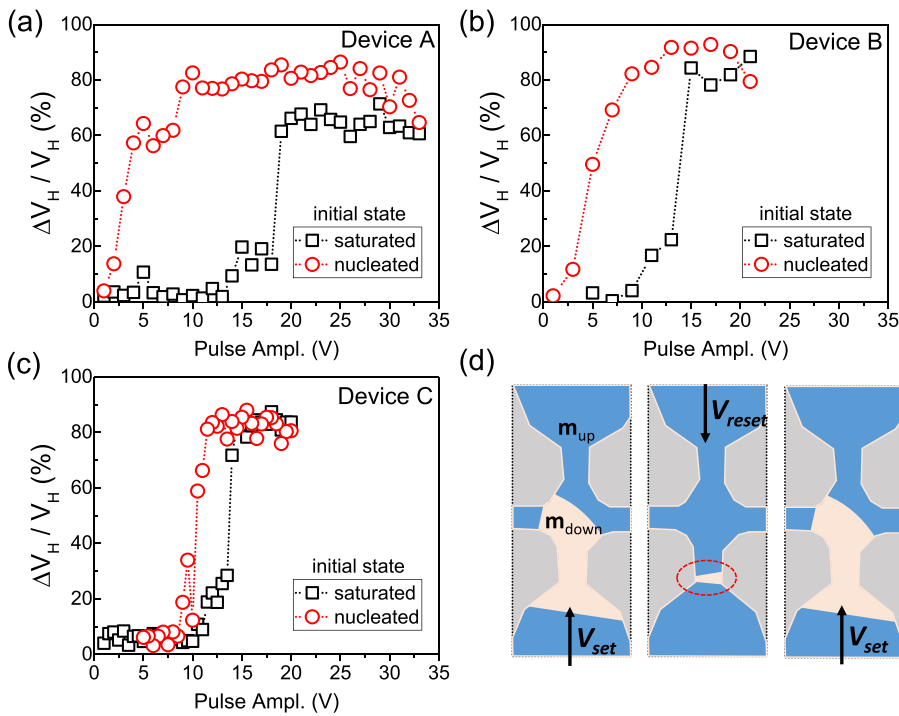 (a)
Device A
ΔV_H / V_H (%)
100
80
60
40
20
0
initial state
saturated
nucleated
0 5 10 15 20 25 30 35
Pulse Ampl. (V)
(b)
Device B
ΔV_H / V_H (%)
100
80
60
40
20
0
initial state
saturated
nucleated
0 5 10 15 20 25 30 35
Pulse Ampl. (V)
(c)
Device C
ΔV_H / V_H (%)
100
80
60
40
20
0
initial state
saturated
nucleated
0 5 10 15 20 25 30 35
Pulse Ampl. (V)
(d)
m_up
m_down
V_set
V_reset
V_set